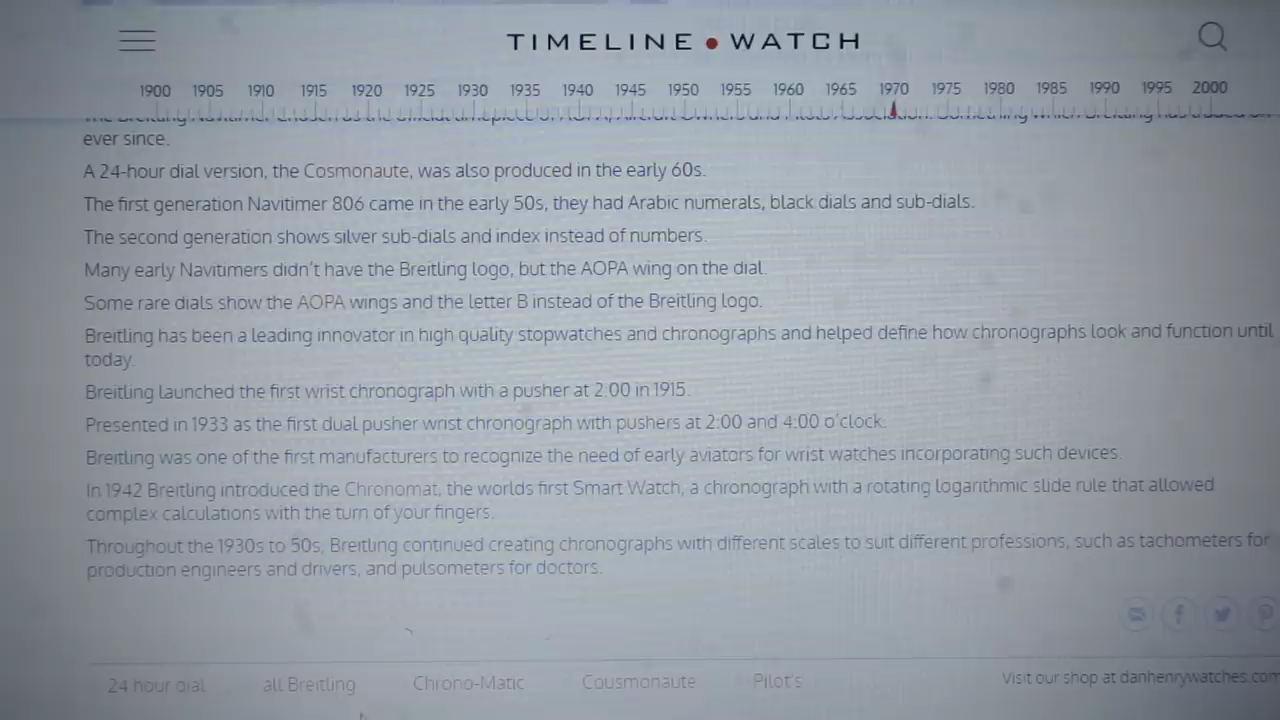 TIMELINE WATCH
1900 1905 1910 1915 1920 1925 1930 1935 1940 1945 1950 1955 1960 1965 1970 1975 1980 1985 1990 1995 2000
ever since.
A 24-hour dial version, the Cosmonaute, was also produced in the early 60s.
The first generation Navitimer 806 came in the early 50s, they had Arabic numerals, black dials and sub-dials.
The second generation shows silver sub-dials and index instead of numbers.
Many early Navitimers didn't have the Breitling logo, but the AOPA wing on the dial.
Some rare dials show the AOPA wings and the letter B instead of the Breitling logo.
Breitling has been a leading innovator in high quality stopwatches and chronographs and helped define how chronographs look and function until
today.
Breitling launched the first wrist chronograph with a pusher at 2:00 in 1915.
Presented in 1933 as the first dual pusher wrist chronograph with pushers at 2:00 and 4:00 o'clock.
Breitling was one of the first manufacturers to recognize the need of early aviators for wrist watches incorporating such devices.
In 1942 Breitling introduced the Chronomat, the worlds first Smart Watch, a chronograph with a rotating logarithmic slide rule that allowed
complex calculations with the turn of your fingers.
Throughout the 1930s to 50s, Breitling continued creating chronographs with different scales to suit different professions, such as tachometers for
production engineers and drivers, and pulsometers for doctors.
24 hour dial all Breitling Chrono-Matic Cousmonaute Pilot's Visit our shop at danhenrywatches.com